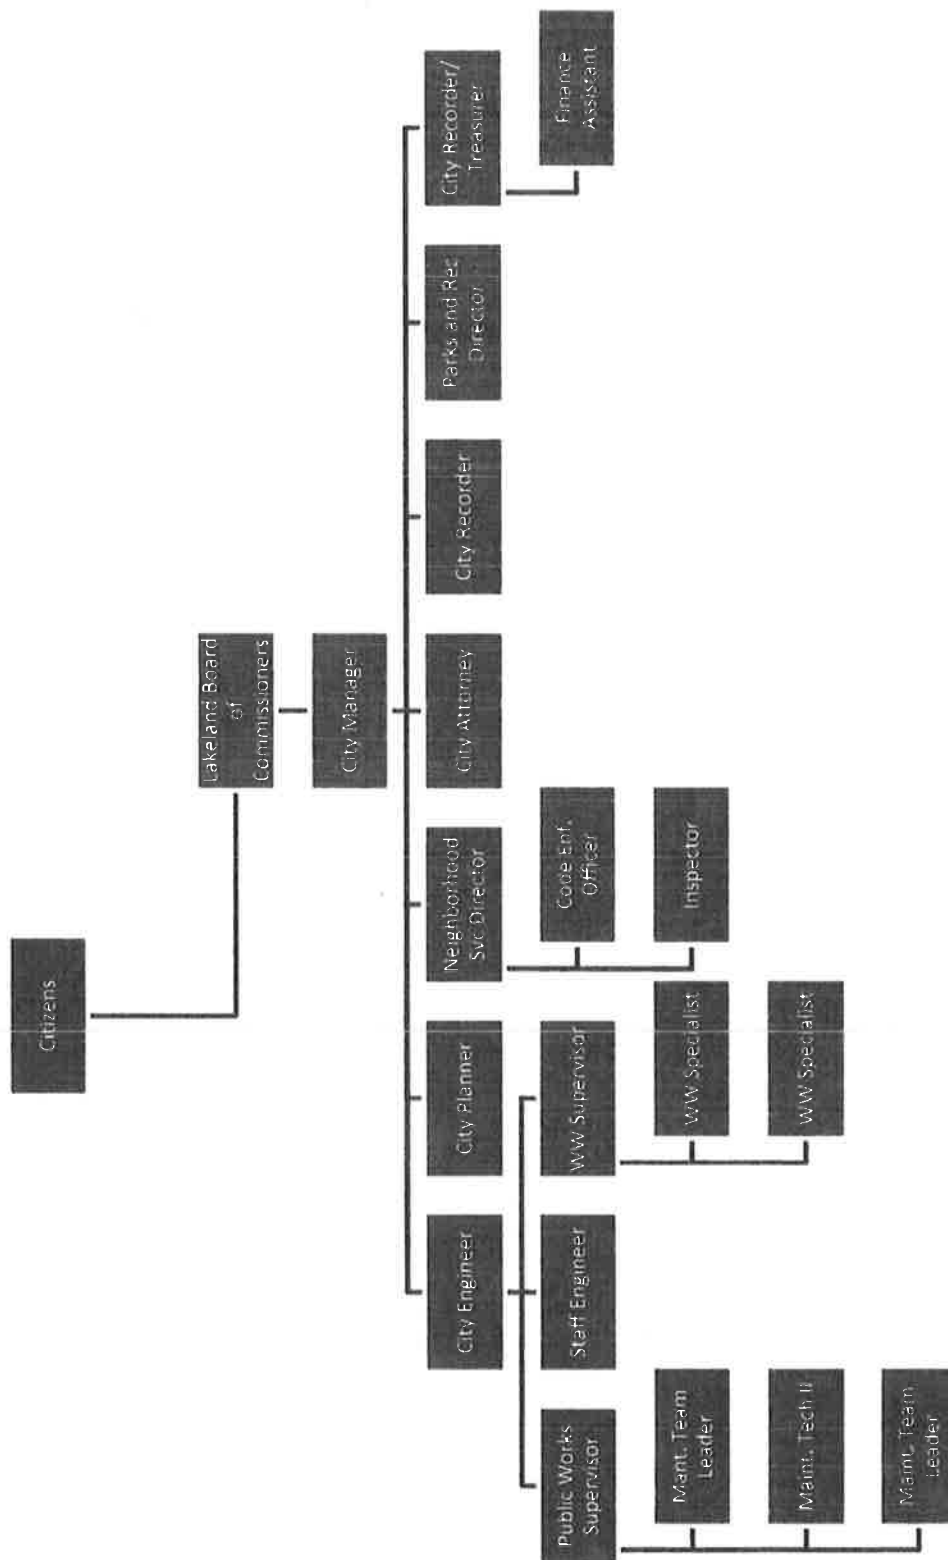 Citizens
Lakeland Board
of
Commissioners
City Manager
City Engineer
City Planner
Neighborhood
Svc Director
City Attorney
City Recorder
Parks and Rec
Director
City Recorder/
Treasurer
Public Works
Supervisor
Staff Engineer
WW Supervisor
Code Enf.
Officer
Finance
Assistant
Mant. Team
Leader
WW Specialist
Inspector
Maint. Tech II
WW Specialist
Maint. Team
Leader